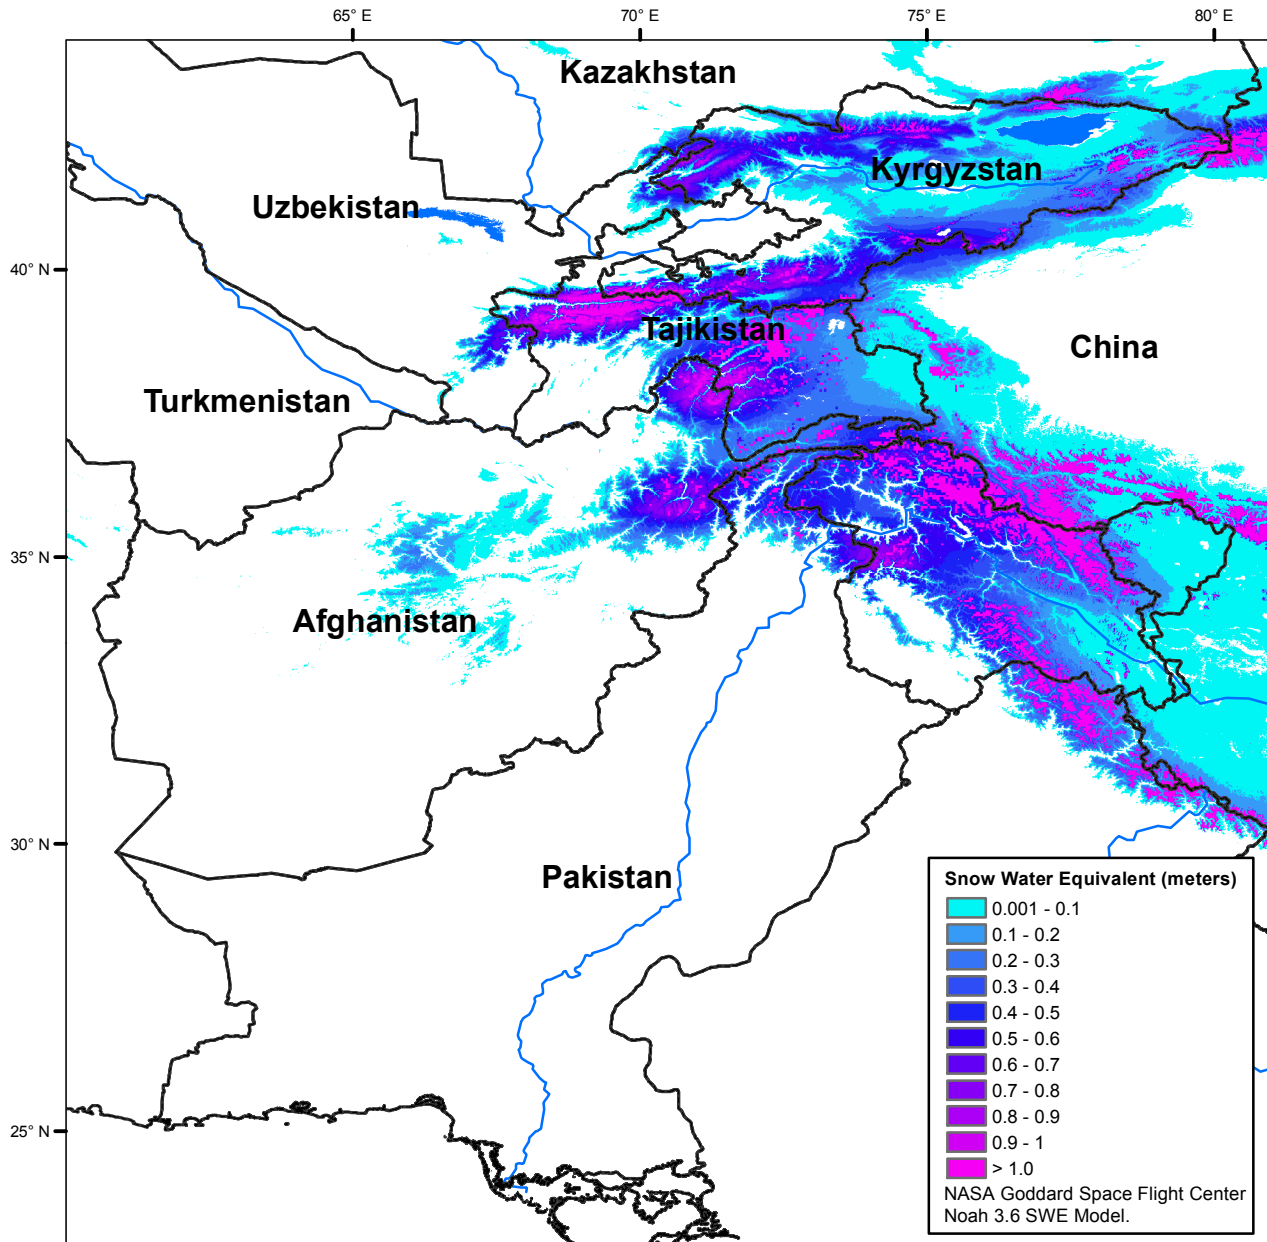 65° E
70° E
75° E
80° E
Kazakhstan
Kyrgyzstan
Uzbekistan
40° N
Tajikistan
China
Turkmenistan
35° N
Afghanistan
30° N
Pakistan
25° N
Snow Water Equivalent (meters)
0.001 - 0.1
0.1 - 0.2
0.2 - 0.3
0.3 - 0.4
0.4 - 0.5
0.5 - 0.6
0.6 - 0.7
0.7 - 0.8
0.8 - 0.9
0.9 - 1
> 1.0
NASA Goddard Space Flight Center
Noah 3.6 SWE Model.